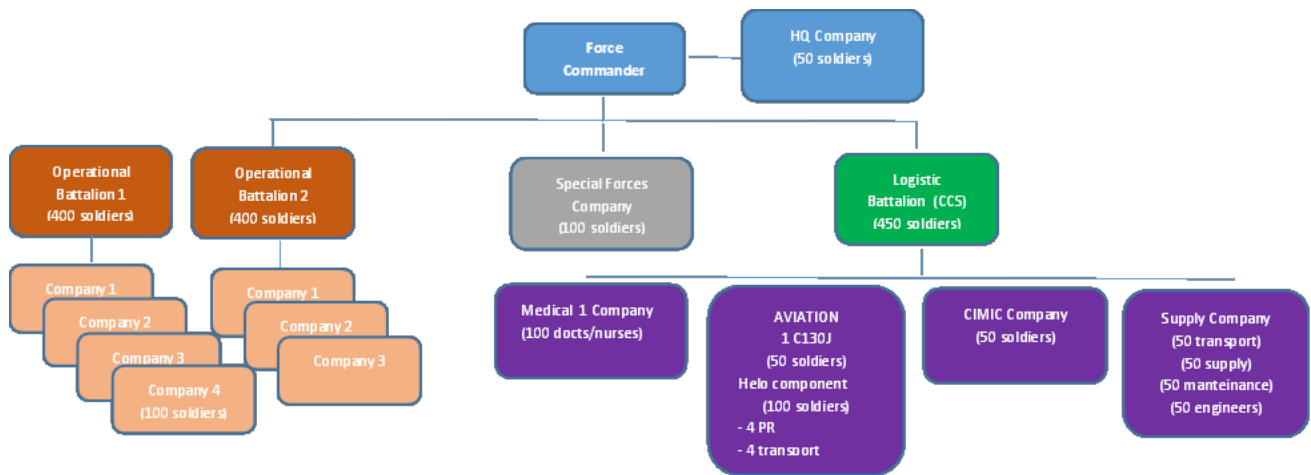 Force
Commander
HQ Company
(50 soldiers)
Operational
Battalion 1
(400 soldiers)
Operational
Battalion 2
(400 soldiers)
Special Forces
Company
(100 soldiers)
Logistic
Battalion (CCS)
(450 soldiers)
Company 1
Company 2
Company 3
Company 4
(100 soldiers)
Company 1
Company 2
Company 3
Medical 1 Company
(100 docts/nurses)
AVIATION
1 C130J
(50 soldiers)
Helo component
(100 soldiers)
- 4 PR
- 4 transport
CIMIC Company
(50 soldiers)
Supply Company
(50 transport)
(50 supply)
(50 manteinance)
(50 engineers)